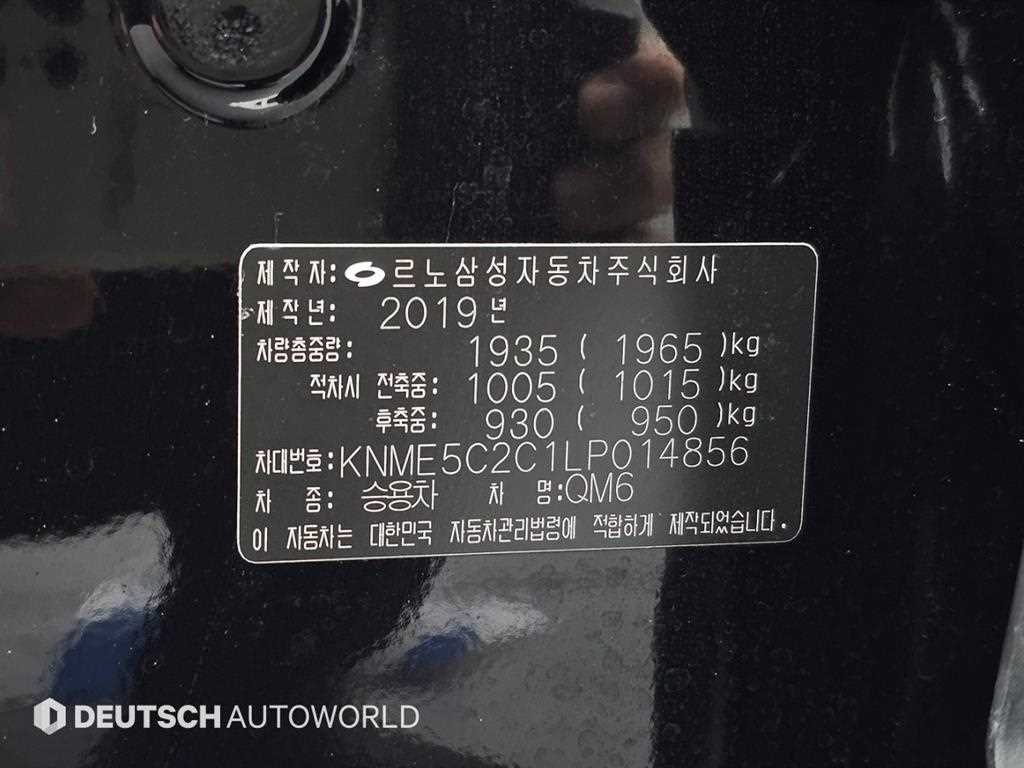 제작자: 르노삼성자동차주식회사
제작년: 2019년
차량총중량: 1935 ( 1965 )kg
적차시 전축중: 1005 ( 1015 )kg
후축중: 930 ( 950 )kg
차대번호: KNME5C2C1LP014856
차 종: 승용차 차 명: QM6
이 자동차는 대한민국 자동차관리법령에 적합하게 제작되었습니다.
DEUTSCH AUTOWORLD